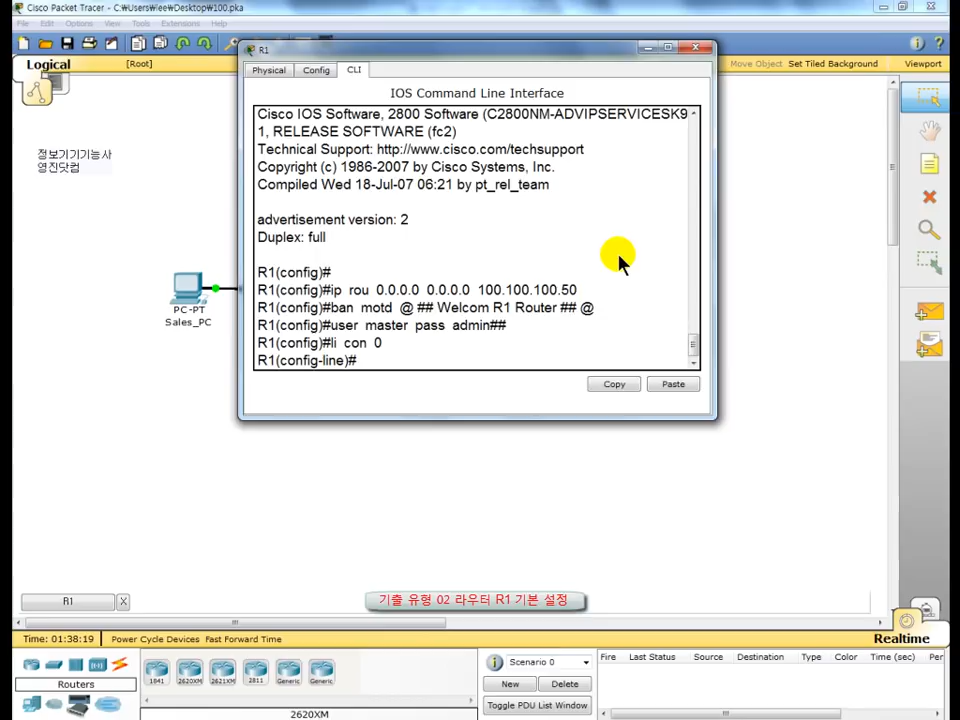 Cisco Packet Tracer - C:₩Users₩lee₩Desktop₩100.pka
File Edit Options View Tools Extensions Help
Logical
[Root]
Move Object Set Tiled Background Viewport
정보기기기능사
영진닷컴
PC-PT
Sales_PC
R1
Physical Config CLI
IOS Command Line Interface
Cisco IOS Software, 2800 Software (C2800NM-ADVIPSERVICESK9
1, RELEASE SOFTWARE (fc2)
Technical Support: http://www.cisco.com/techsupport
Copyright (c) 1986-2007 by Cisco Systems, Inc.
Compiled Wed 18-Jul-07 06:21 by pt_rel_team
advertisement version: 2
Duplex: full
R1(config)#
R1(config)#ip rou 0.0.0.0 0.0.0.0 100.100.100.50
R1(config)#ban motd @ ## Welcom R1 Router ## @
R1(config)#user master pass admin##
R1(config)#li con 0
R1(config-line)#
Copy Paste
R1 X
기출 유형 02 라우터 R1 기본 설정
Time: 01:38:19 Power Cycle Devices Fast Forward Time
Realtime
Routers
1841 2620XM 2621XM 2811 Generic Generic
2620XM
Scenario 0
New Delete
Toggle PDU List Window
Fire Last Status Source Destination Type Color Time (sec) Per